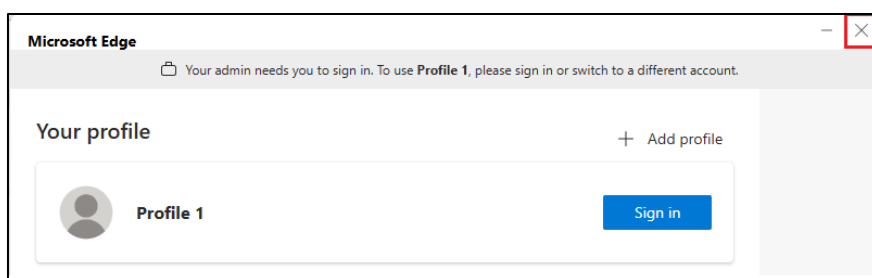 Microsoft Edge
Your admin needs you to sign in. To use Profile 1, please sign in or switch to a different account.
Your profile
Add profile
Profile 1
Sign in